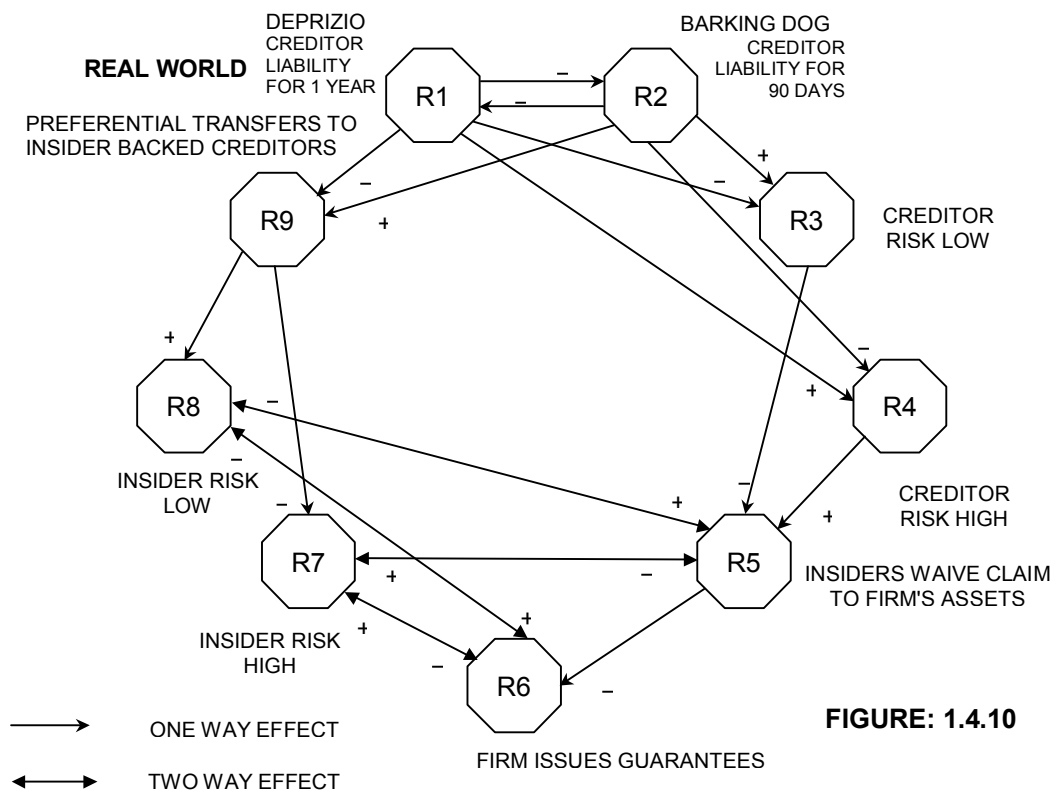 DEPRIZIO
CREDITOR
LIABILITY
FOR 1 YEAR
BARKING DOG
CREDITOR
LIABILITY FOR
90 DAYS
REAL WORLD
R1
R2
–
–
PREFERENTIAL TRANSFERS TO
INSIDER BACKED CREDITORS
R9
–
+
–
+
R3
CREDITOR
RISK LOW
+
R8
–
–
+
R4
–
INSIDER RISK
LOW
–
+
–
+
CREDITOR
RISK HIGH
R7
+
–
R5
INSIDERS WAIVE CLAIM
TO FIRM'S ASSETS
INSIDER RISK
HIGH
+
–
+
–
R6
FIRM ISSUES GUARANTEES
ONE WAY EFFECT
TWO WAY EFFECT
FIGURE: 1.4.10